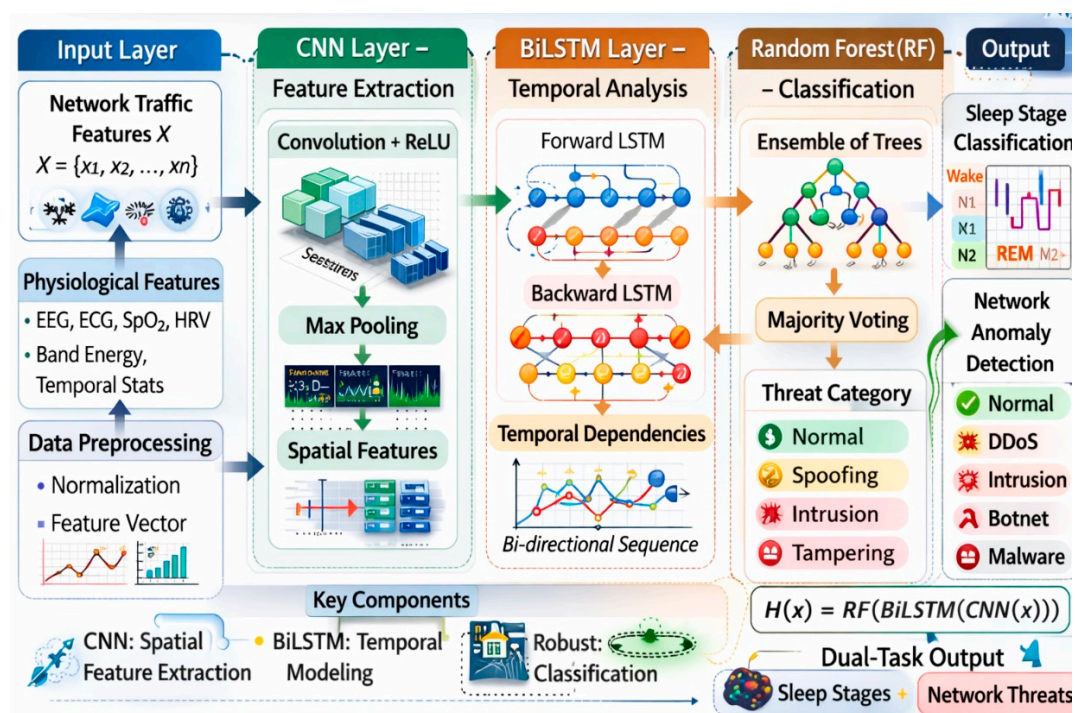 Input Layer
Network Traffic
Features X
X = {x₁, x₂, ..., xn}
Physiological Features
• EEG, ECG, SpO₂, HRV
• Band Energy,
Temporal Stats
Data Preprocessing
• Normalization
▪ Feature Vector
CNN Layer –
Feature Extraction
Convolution + ReLU
Max Pooling
Spatial Features
BiLSTM Layer –
Temporal Analysis
Forward LSTM
Backward LSTM
Temporal Dependencies
Bi-directional Sequence
Random Forest (RF)
– Classification
Ensemble of Trees
Majority Voting
Threat Category
Normal
Spoofing
Intrusion
Tampering
Output
Sleep Stage
Classification
Wake
N1
N1
N2
REM M2
Network
Anomaly
Detection
Normal
DDoS
Intrusion
Botnet
Malware
Key Components
CNN: Spatial
Feature Extraction
• BiLSTM: Temporal
Modeling
Robust:
Classification
H(x) = RF(BiLSTM(CNN(x)))
Dual-Task Output
Sleep Stages +
Network Threats